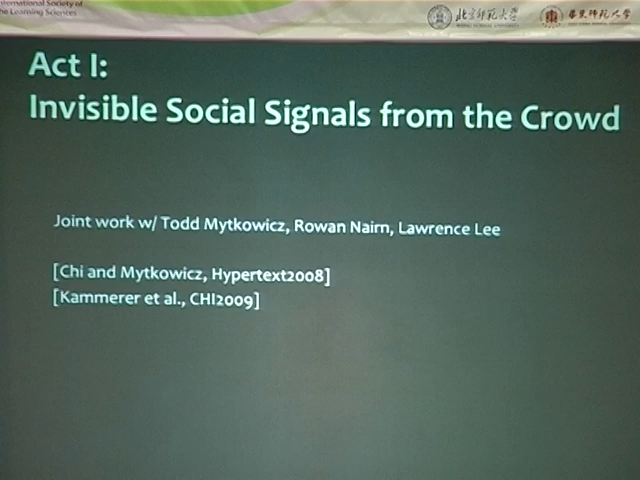 International Society of
the Learning Sciences
北京师范大学
华东师范大学
Act I:
Invisible Social Signals from the Crowd
Joint work w/ Todd Mytkowicz, Rowan Nairn, Lawrence Lee
[Chi and Mytkowicz, Hypertext2008]
[Kammerer et al., CHI2009]